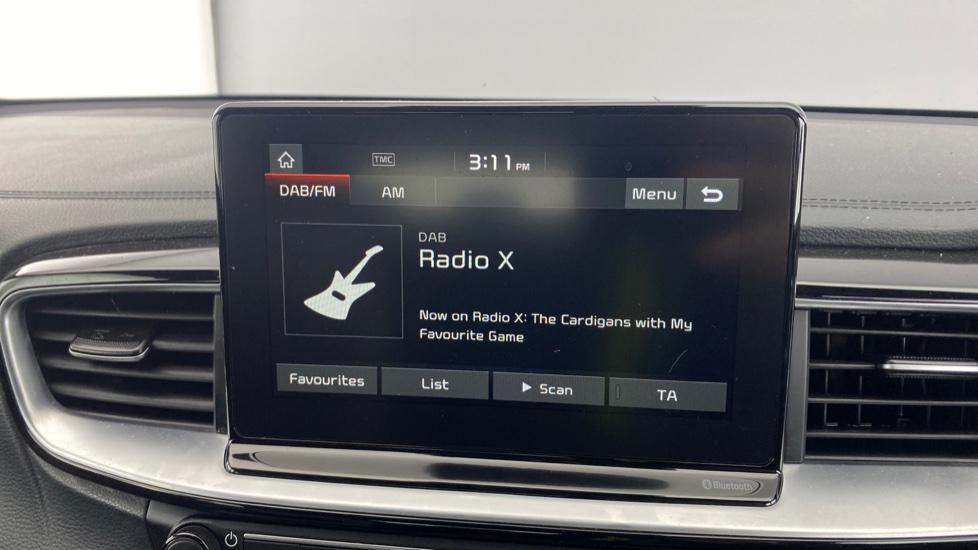 TMC
3:11 PM
DAB/FM AM Menu
DAB
Radio X
Now on Radio X: The Cardigans with My
Favourite Game
Favourites List Scan TA
Bluetooth